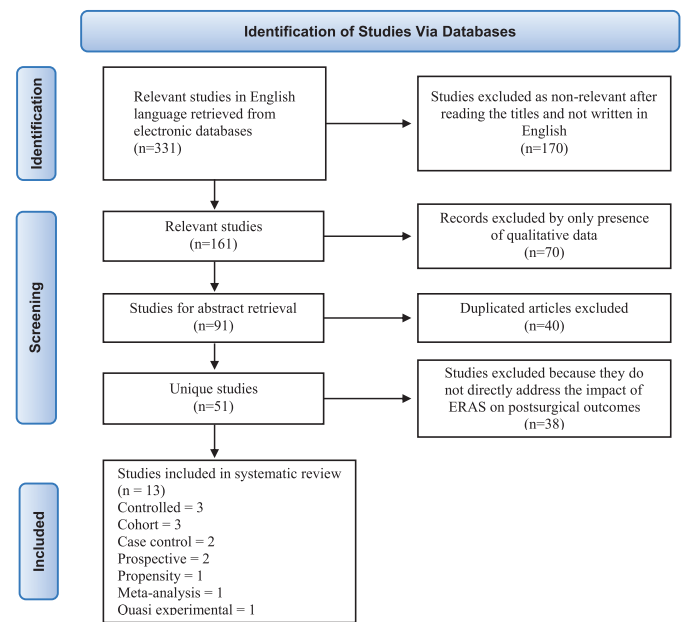 Identification of Studies Via Databases
Identification
Relevant studies in English
language retrieved from
electronic databases
(n=331)
Studies excluded as non-relevant after
reading the titles and not written in
English
(n=170)
Screening
Relevant studies
(n=161)
Records excluded by only presence
of qualitative data
(n=70)
Studies for abstract retrieval
(n=91)
Duplicated articles excluded
(n=40)
Unique studies
(n=51)
Studies excluded because they do
not directly address the impact of
ERAS on postsurgical outcomes
(n=38)
Included
Studies included in systematic review
(n = 13)
Controlled = 3
Cohort = 3
Case control = 2
Prospective = 2
Propensity = 1
Meta-analysis = 1
Quasi experimental = 1